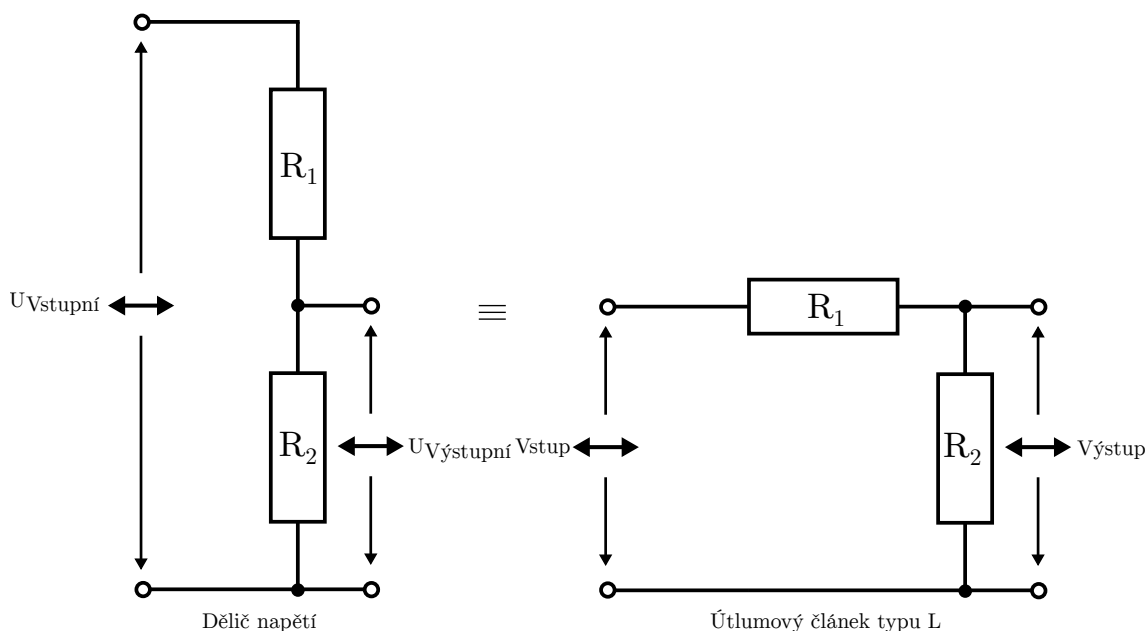 R1
UVstupní
R2
UVýstupní
Dělič napětí
≡
R1
Vstup
R2
Výstup
Útlumový článek typu L